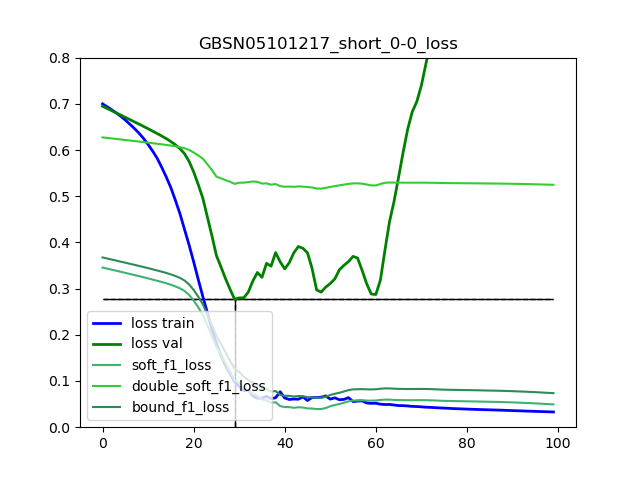 GBSN05101217_short_0-0_loss
0.8
0.7
0.6
0.5
0.4
0.3
0.2
0.1
0.0
loss train
loss val
soft_f1_loss
double_soft_f1_loss
bound_f1_loss
0 20 40 60 80 100